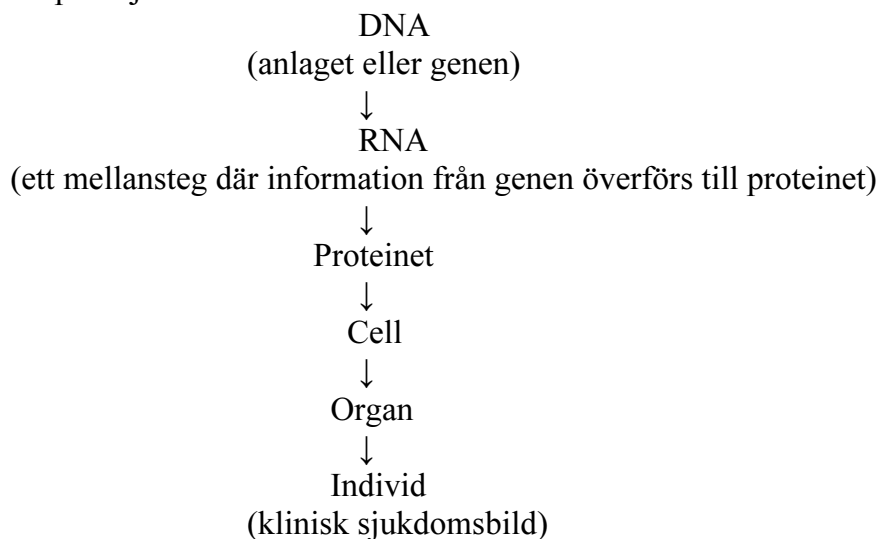 DNA
(anlaget eller genen)
↓
RNA
(ett mellansteg där information från genen överförs till proteinet)
↓
Proteinet
↓
Cell
↓
Organ
↓
Individ
(klinisk sjukdomsbild)